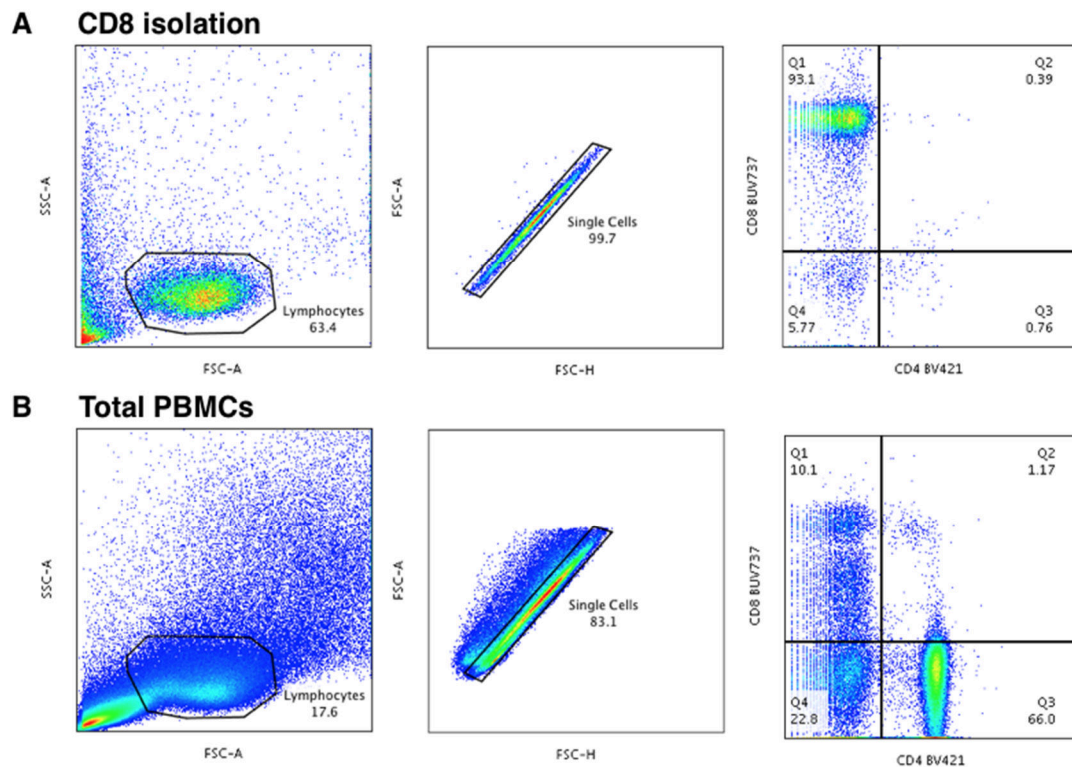 A CD8 isolation
SSC-A
Lymphocytes
63.4
FSC-A
FSC-A
Single Cells
99.7
FSC-H
CD8 BUV737
Q1
93.1
Q2
0.39
Q4
5.77
Q3
0.76
CD4 BV421
B Total PBMCs
SSC-A
Lymphocytes
17.6
FSC-A
FSC-A
Single Cells
83.1
FSC-H
CD8 BUV737
Q1
10.1
Q2
1.17
Q4
22.8
Q3
66.0
CD4 BV421